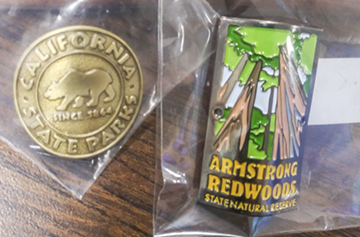 CALIFORNIA
SINCE 1864
STATE PARKS
ARMSTRONG
REDWOODS
STATE NATURAL RESERVE